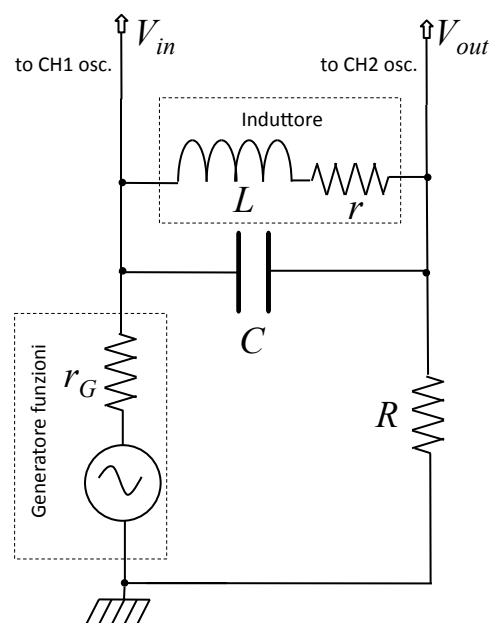 V_in
V_out
to CH1 osc.
to CH2 osc.
Induttore
L
r
C
r_G
Generatore funzioni
R